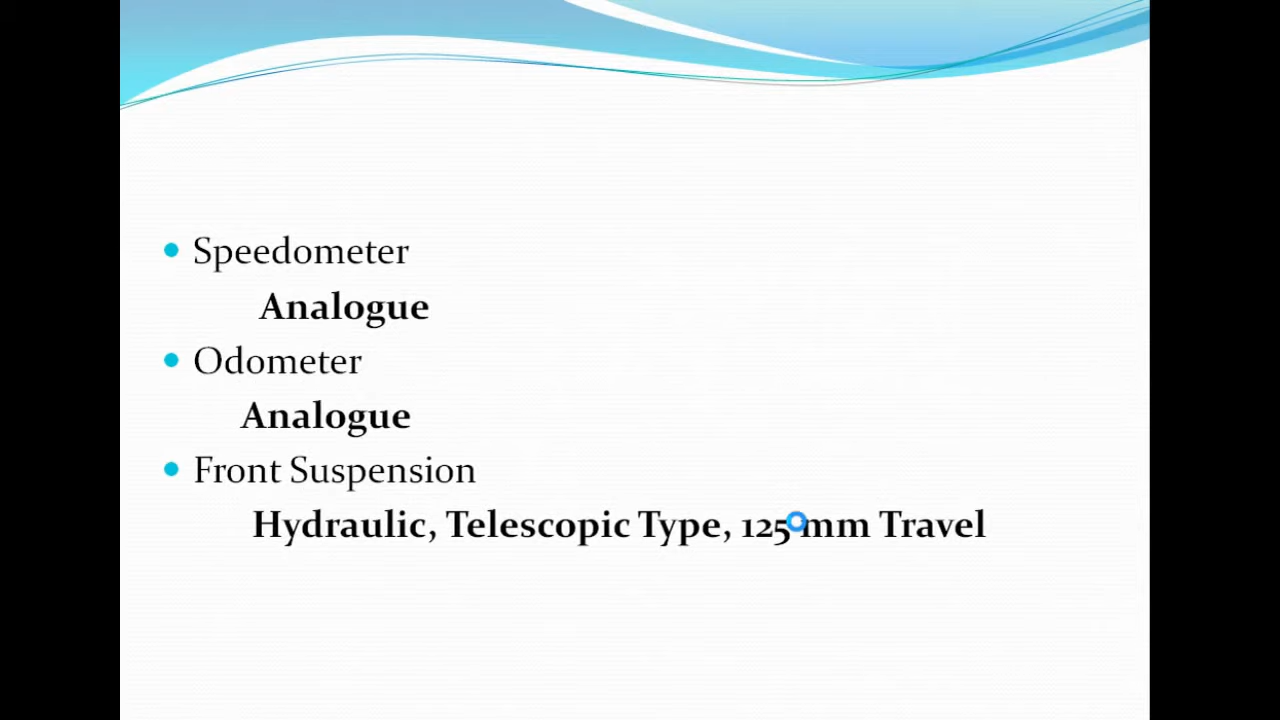 Speedometer
Analogue
Odometer
Analogue
Front Suspension
Hydraulic, Telescopic Type, 125 mm Travel